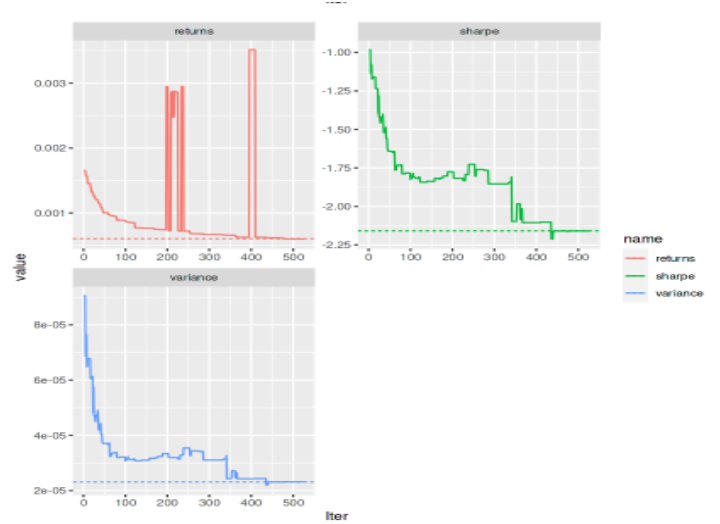 returns
sharpe
0.003
0.002
0.001
0 100 200 300 400 500
-1.00
-1.25
-1.50
-1.75
-2.00
-2.25
0 100 200 300 400 500
value
name
returns
sharpe
variance
variance
8e-05
6e-05
4e-05
2e-05
0 100 200 300 400 500
Iter